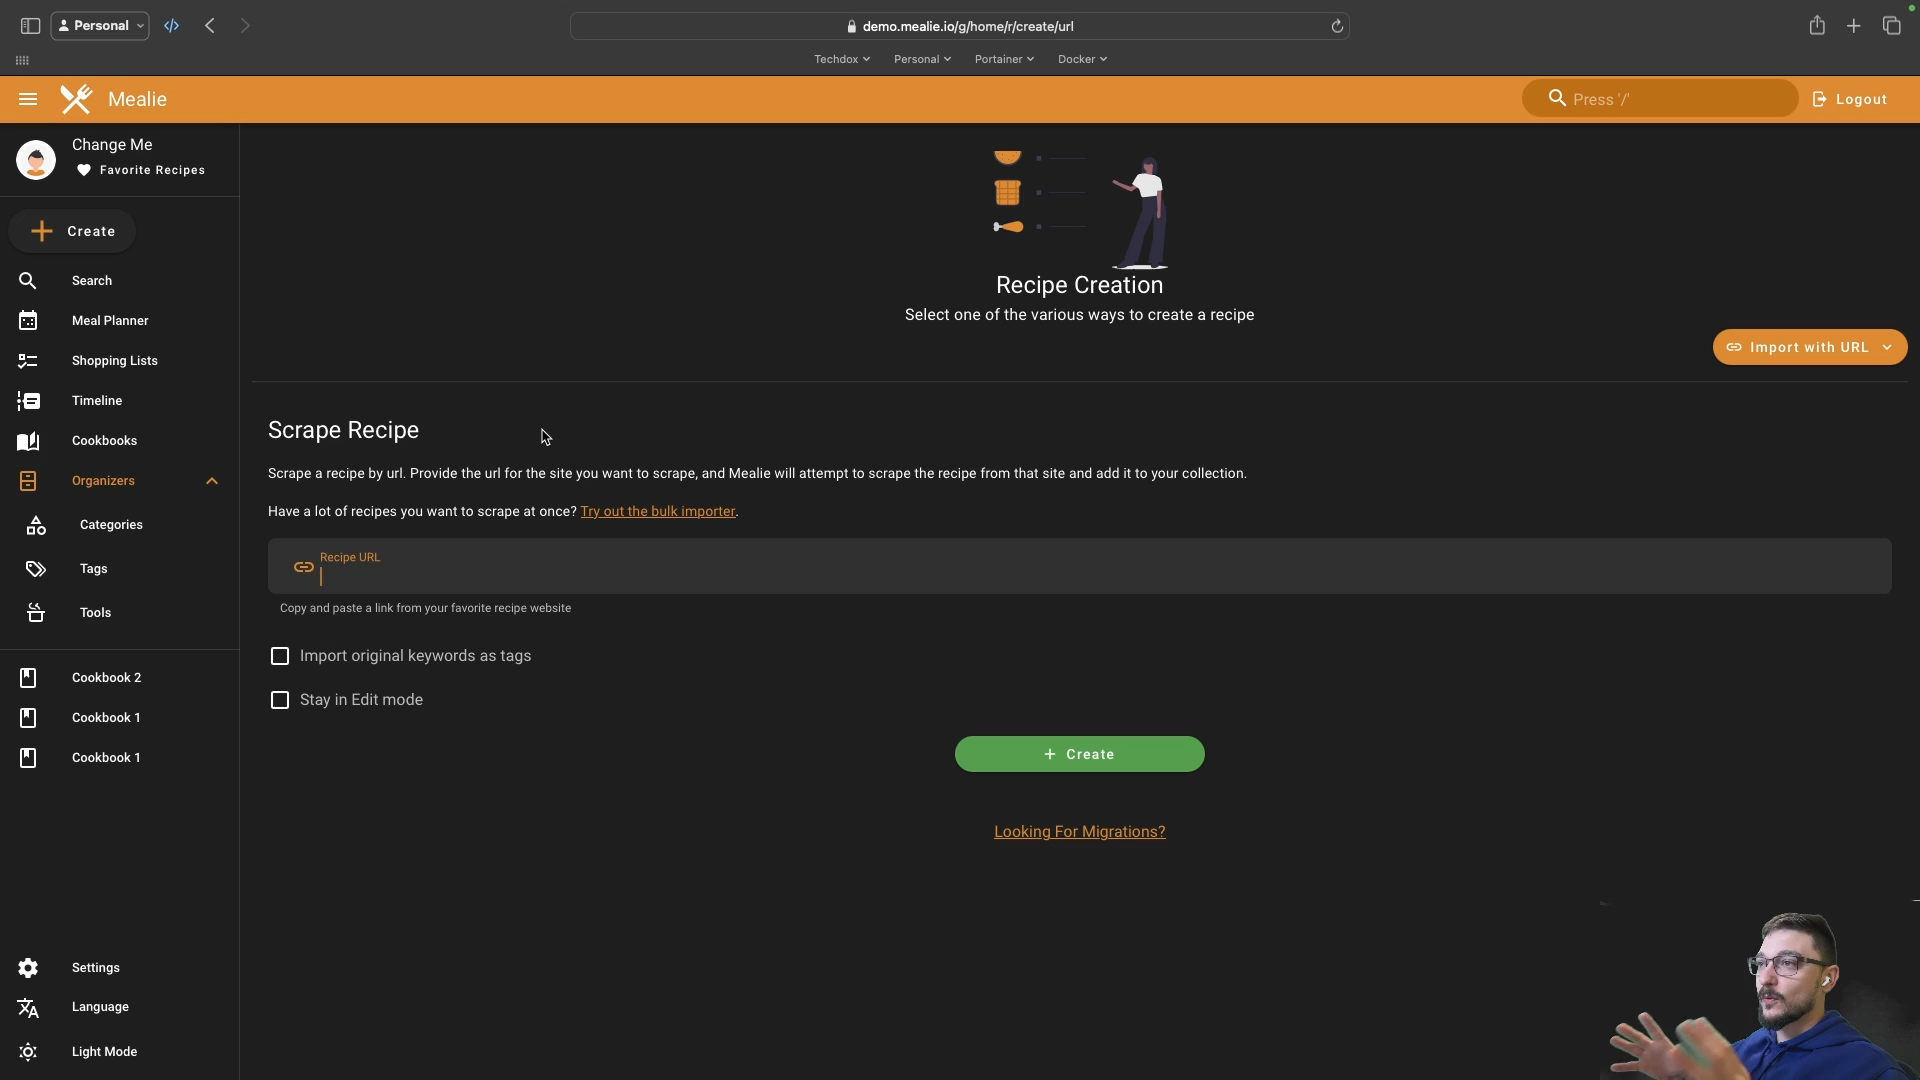 Personal
demo.mealie.io/g/home/r/create/url
Techdox
Personal
Portainer
Docker
Mealie
Press '/'
Logout
Change Me
Favorite Recipes
Create
Search
Meal Planner
Shopping Lists
Timeline
Cookbooks
Organizers
Categories
Tags
Tools
Cookbook 2
Cookbook 1
Cookbook 1
Settings
Language
Light Mode
Recipe Creation
Select one of the various ways to create a recipe
Import with URL
Scrape Recipe
Scrape a recipe by url. Provide the url for the site you want to scrape, and Mealie will attempt to scrape the recipe from that site and add it to your collection.
Have a lot of recipes you want to scrape at once? Try out the bulk importer.
Recipe URL
Copy and paste a link from your favorite recipe website
Import original keywords as tags
Stay in Edit mode
Create
Looking For Migrations?